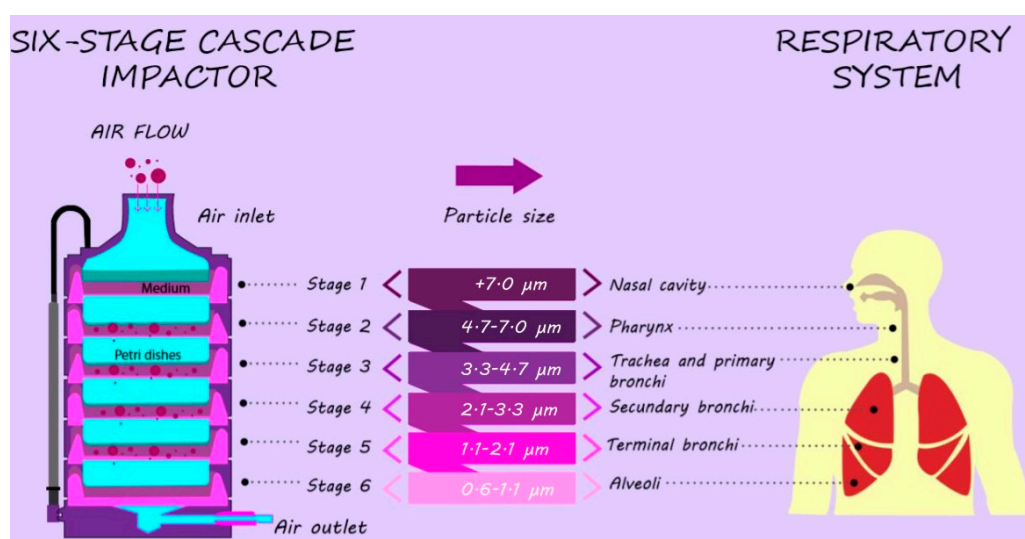 SIX-STAGE CASCADE
IMPACTOR
RESPIRATORY
SYSTEM
AIR FLOW
Air inlet
Particle size
Medium
Petri dishes
Stage 1
+7.0 µm
Nasal cavity
Stage 2
4.7-7.0 µm
Pharynx
Stage 3
3.3-4.7 µm
Trachea and primary
bronchi
Stage 4
2.1-3.3 µm
Secundary bronchi
Stage 5
1.1-2.1 µm
Terminal bronchi
Stage 6
0.6-1.1 µm
Alveoli
Air outlet